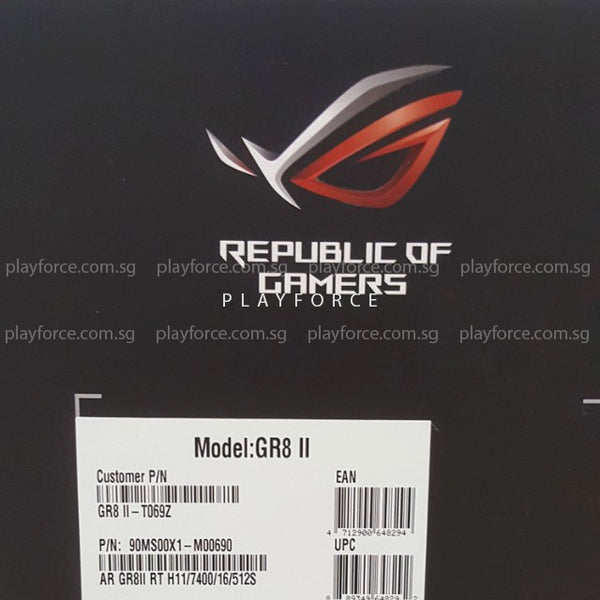 REPUBLIC OF
GAMERS
PLAYFORCE
playforce.com.sg playforce.com.sg playforce.com.sg playforce.com.sg
playforce.com.sg playforce.com.sg playforce.com.sg playforce.com.sg
Model:GR8 II
Customer P/N
GR8 II-T069Z
EAN
4 712900 648294
P/N: 90MS00X1-M00690
AR GR8II RT H11/7400/16/512S
UPC